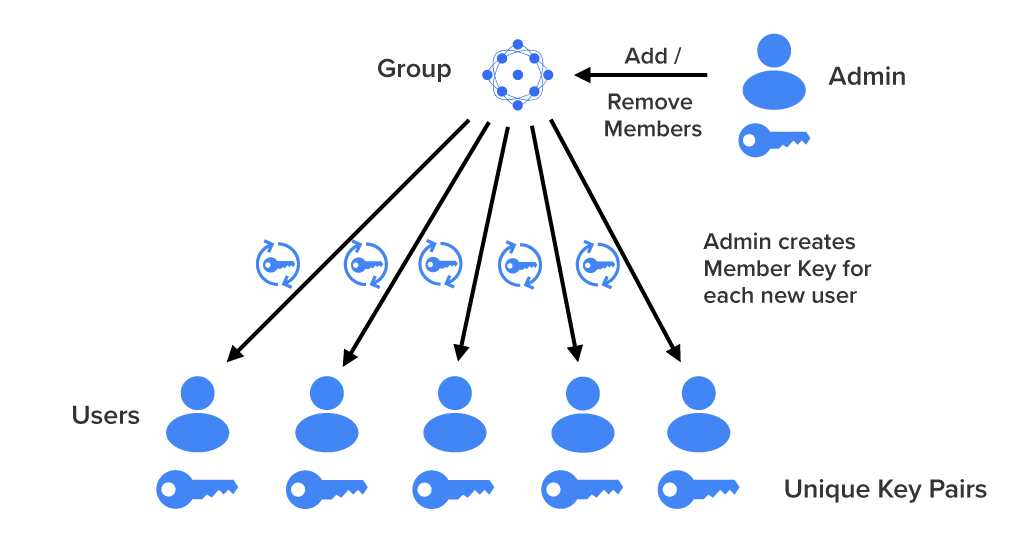 Group
Add /
Remove
Members
Admin
Admin creates
Member Key for
each new user
Users
Unique Key Pairs